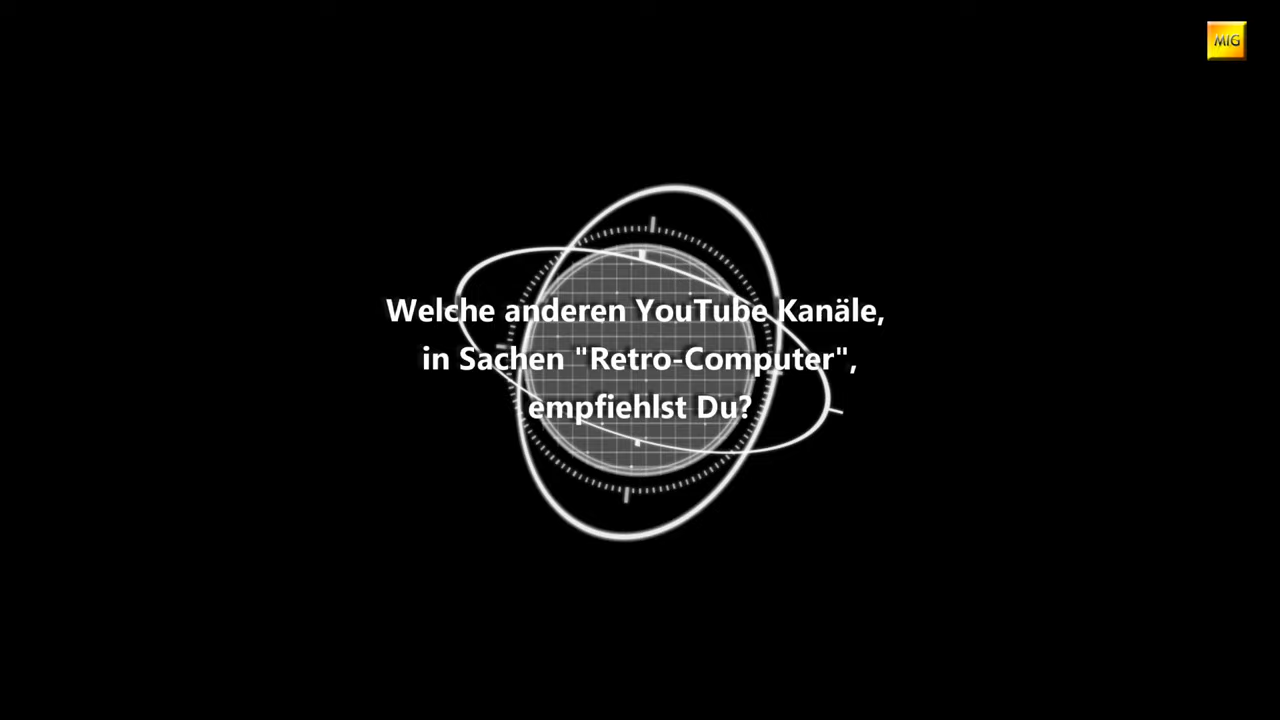 MIG
Welche anderen YouTube Kanäle,
in Sachen "Retro-Computer",
empfiehlst Du?